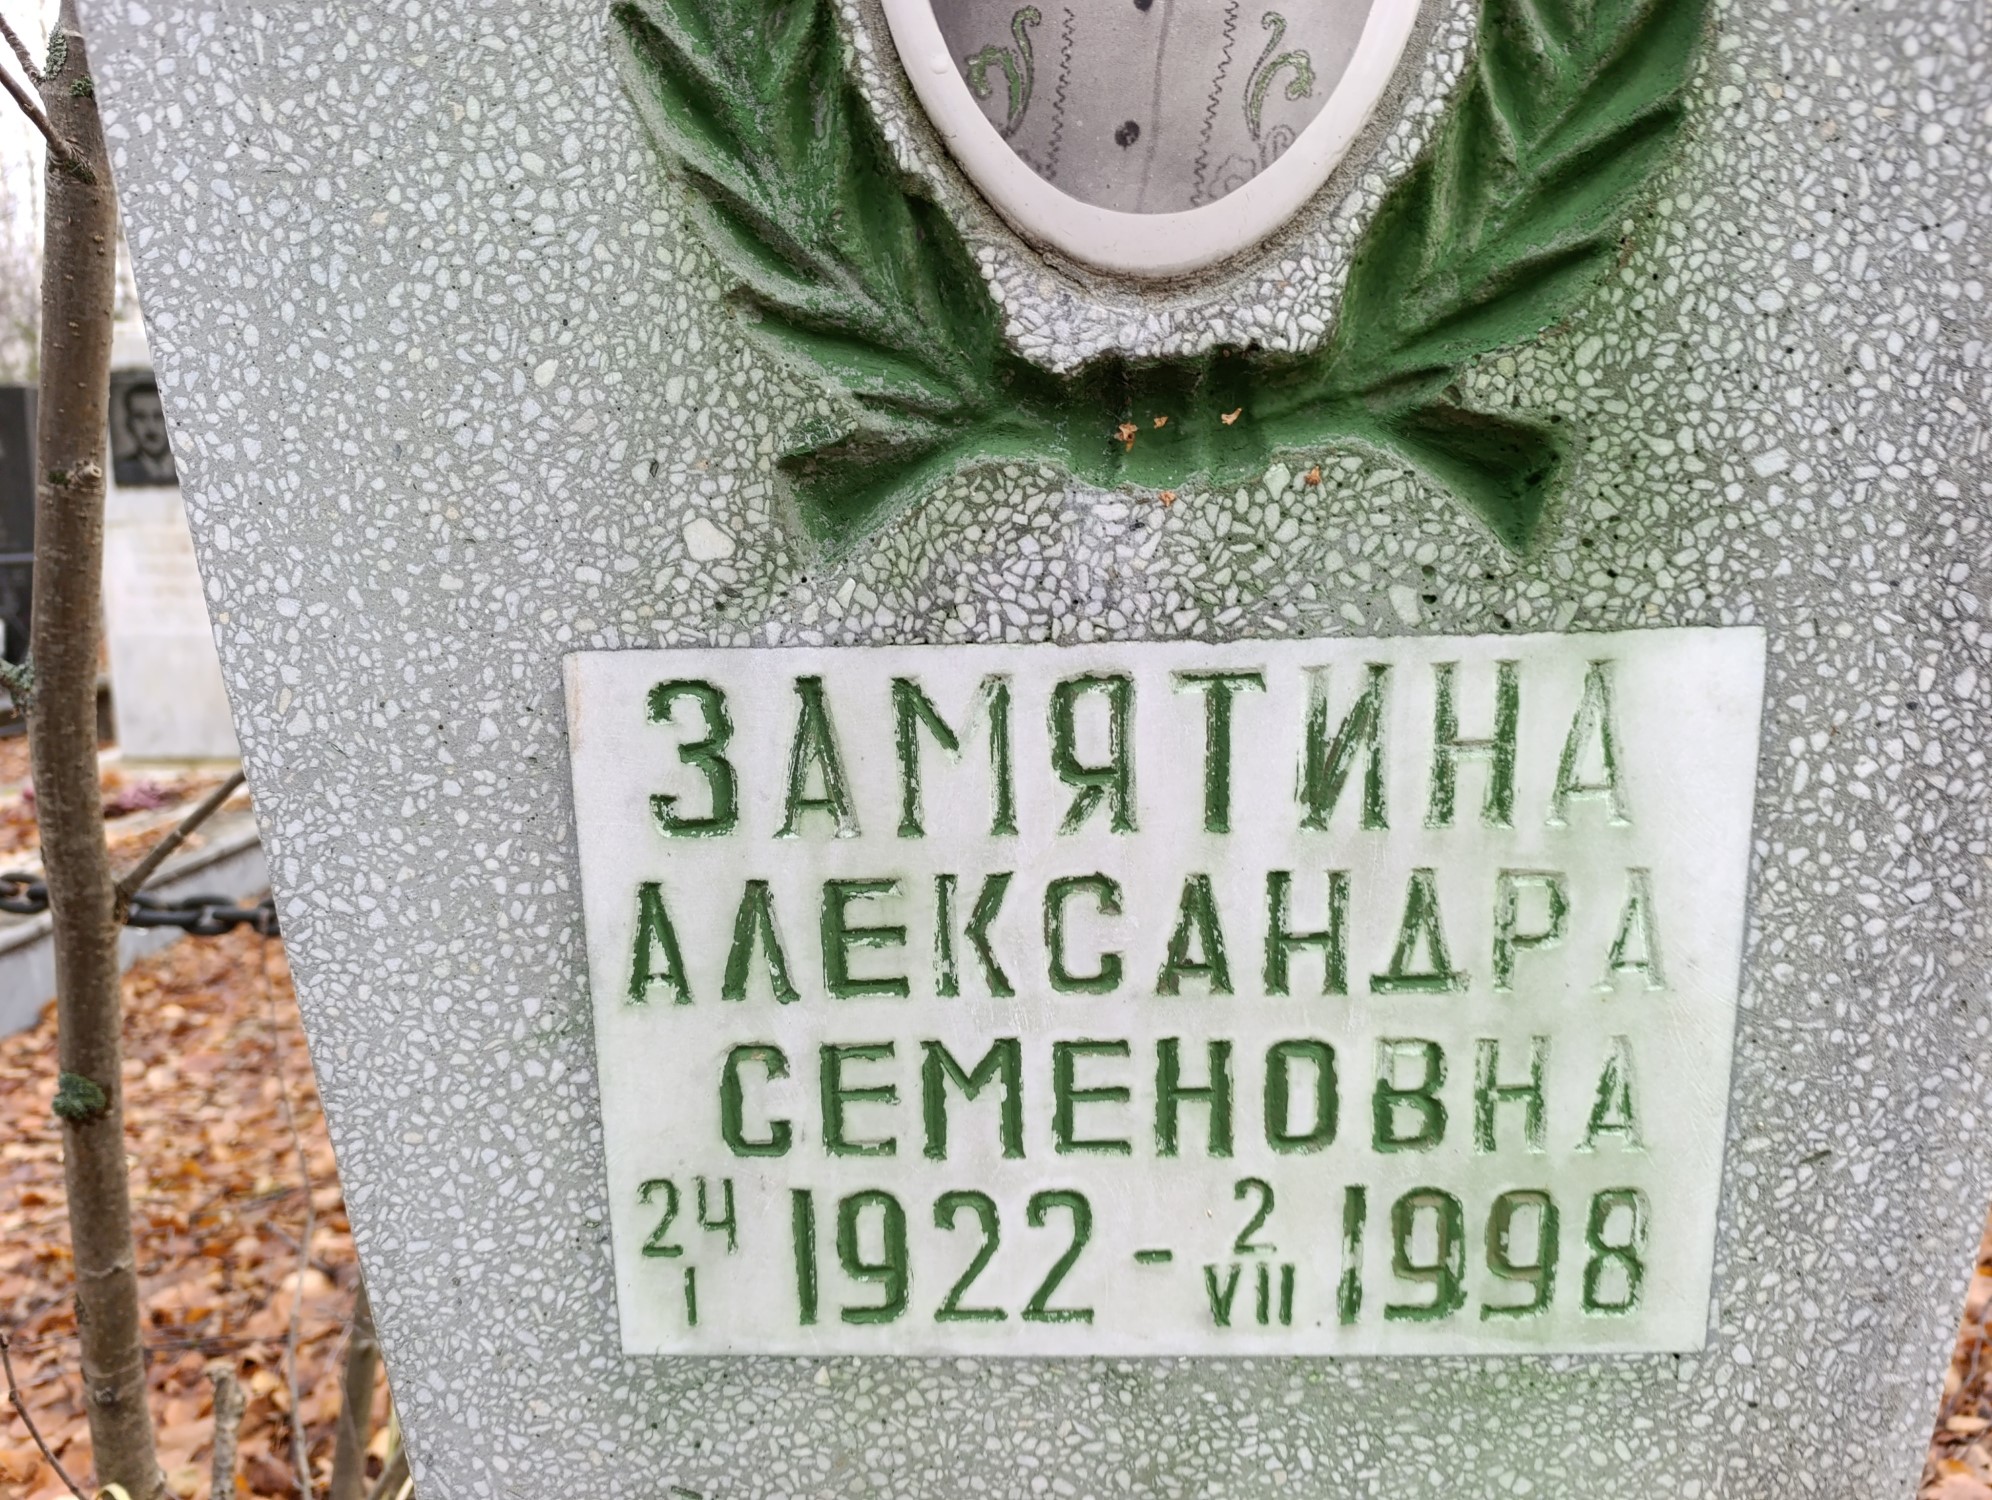 ЗАМЯТИНА
АЛЕКСАНДРА
СЕМЕНОВНА
24/I 1922 - 2/VII 1998